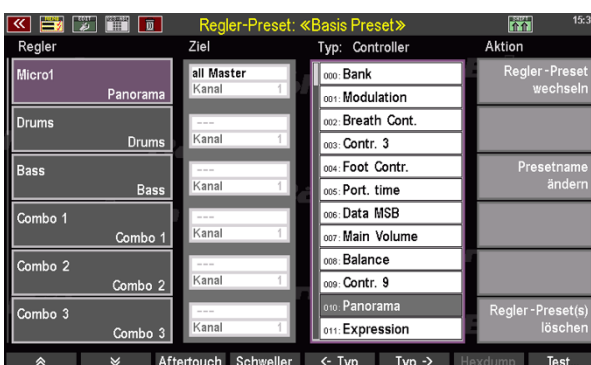 Regler-Preset: «Basis Preset»
15:3
Regler
Ziel
Typ: Controller
Aktion
Micro1
Panorama
all Master
Kanal 1
Drums
Drums
---
Kanal 1
Bass
Bass
---
Kanal 1
Combo 1
Combo 1
---
Kanal 1
Combo 2
Combo 2
---
Kanal 1
Combo 3
Combo 3
---
Kanal 1
000: Bank
001: Modulation
002: Breath Cont.
003: Contr. 3
004: Foot Contr.
005: Port. time
006: Data MSB
007: Main Volume
008: Balance
009: Contr. 9
010: Panorama
011: Expression
Regler-Preset
wechseln
Presetname
ändern
Regler-Preset(s)
löschen
Aftertouch Schweller <- Typ Typ -> Hexdump Test